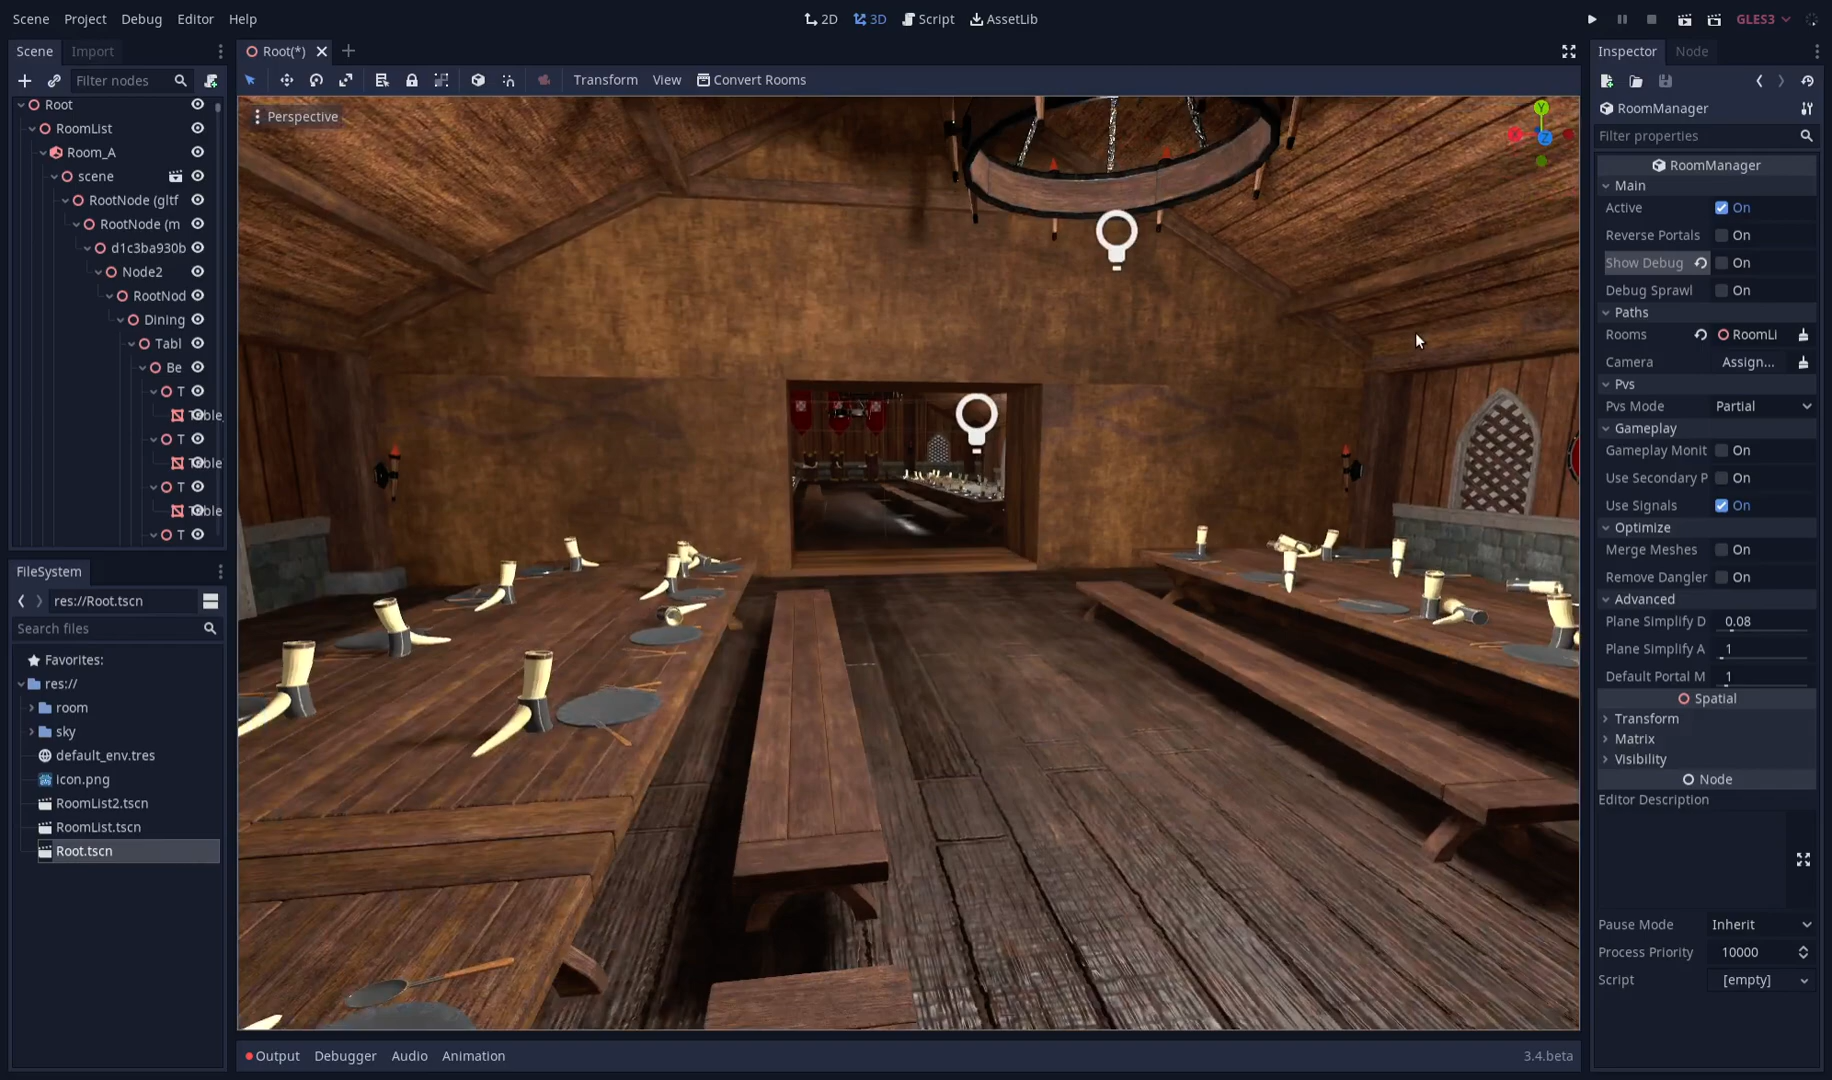 Scene Project Debug Editor Help
2D 3D Script AssetLib
GLES3
Scene Import
Filter nodes
Root
RoomList
Room_A
scene
RootNode (gltf
RootNode (m
d1c3ba930b
Node2
RootNod
Dining
Tabl
Be
T
Table
T
Table
T
Table
T
FileSystem
res://Root.tscn
Search files
Favorites:
res://
room
sky
default_env.tres
icon.png
RoomList2.tscn
RoomList.tscn
Root.tscn
Root(*)
Transform View Convert Rooms
Perspective
Y
X
Z
Output Debugger Audio Animation
3.4.beta
Inspector Node
RoomManager
Filter properties
RoomManager
Main
Active On
Reverse Portals On
Show Debug On
Debug Sprawl On
Paths
Rooms RoomLi
Camera Assign...
Pvs
Pvs Mode Partial
Gameplay
Gameplay Monit On
Use Secondary P On
Use Signals On
Optimize
Merge Meshes On
Remove Dangler On
Advanced
Plane Simplify D 0.08
Plane Simplify A 1
Default Portal M 1
Spatial
Transform
Matrix
Visibility
Node
Editor Description
Pause Mode Inherit
Process Priority 10000
Script [empty]